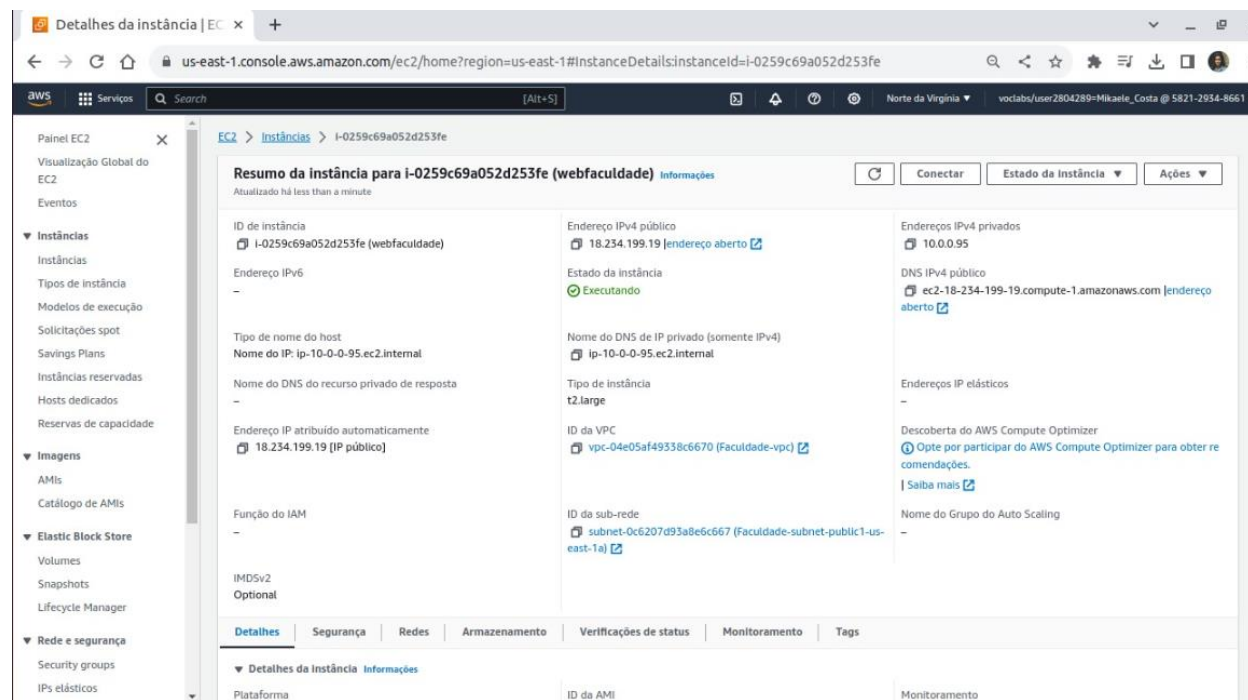 Detalhes da instância | EC
us-east-1.console.aws.amazon.com/ec2/home?region=us-east-1#InstanceDetails:instanceId=i-0259c69a052d253fe
aws Serviços Search [Alt+S] Norte da Virgínia voclabs/user2804289=Mikaele_Costa @ 5821-2934-8661
Painel EC2
Visualização Global do
EC2
Eventos
Instâncias
Instâncias
Tipos de instância
Modelos de execução
Solicitações spot
Savings Plans
Instâncias reservadas
Hosts dedicados
Reservas de capacidade
Imagens
AMIs
Catálogo de AMIs
Elastic Block Store
Volumes
Snapshots
Lifecycle Manager
Rede e segurança
Security groups
IPs elásticos
EC2 > Instâncias > i-0259c69a052d253fe
Resumo da instância para i-0259c69a052d253fe (webfaculdade) Informações
Atualizado há less than a minute
Conectar Estado da instância Ações
ID de instância
i-0259c69a052d253fe (webfaculdade)
Endereço IPv4 público
18.234.199.19 |endereço aberto
Endereços IPv4 privados
10.0.0.95
Endereço IPv6
–
Estado da instância
Executando
DNS IPv4 público
ec2-18-234-199-19.compute-1.amazonaws.com |endereço
aberto
Tipo de nome do host
Nome do IP: ip-10-0-0-95.ec2.internal
Nome do DNS de IP privado (somente IPv4)
ip-10-0-0-95.ec2.internal
Nome do DNS do recurso privado de resposta
–
Tipo de instância
t2.large
Endereços IP elásticos
–
Endereço IP atribuído automaticamente
18.234.199.19 [IP público]
ID da VPC
vpc-04e05af49338c6670 (Faculdade-vpc)
Descoberta do AWS Compute Optimizer
Opte por participar do AWS Compute Optimizer para obter re
comendações.
| Saiba mais
Função do IAM
–
ID da sub-rede
subnet-0c6207d93a8e6c667 (Faculdade-subnet-public1-us-
east-1a)
Nome do Grupo do Auto Scaling
–
IMDSv2
Optional
Detalhes Segurança Redes Armazenamento Verificações de status Monitoramento Tags
Detalhes da instância Informações
Plataforma ID da AMI Monitoramento